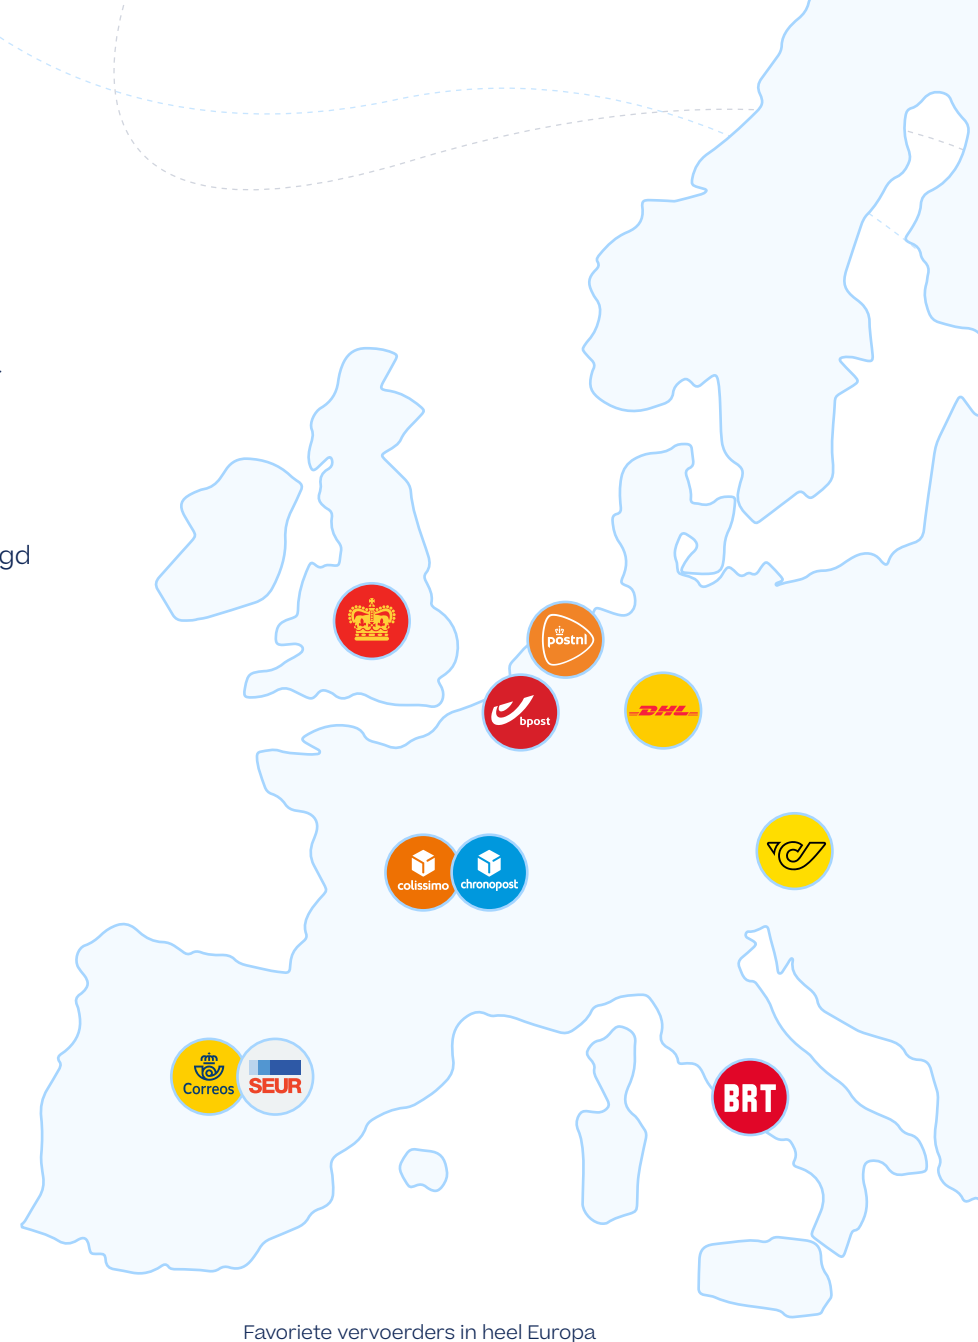 gd
postnl
bpost
DHL
colissimo
chronopost
Correos
SEUR
BRT
Favoriete vervoerders in heel Europa